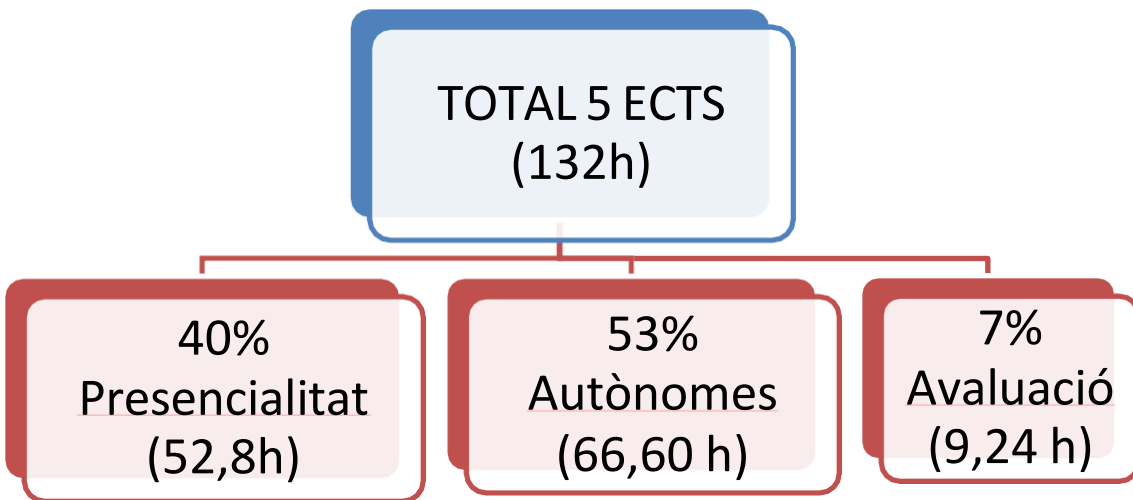 TOTAL 5 ECTS
(132h)
40%
Presencialitat
(52,8h)
53%
Autònomes
(66,60 h)
7%
Avaluació
(9,24 h)